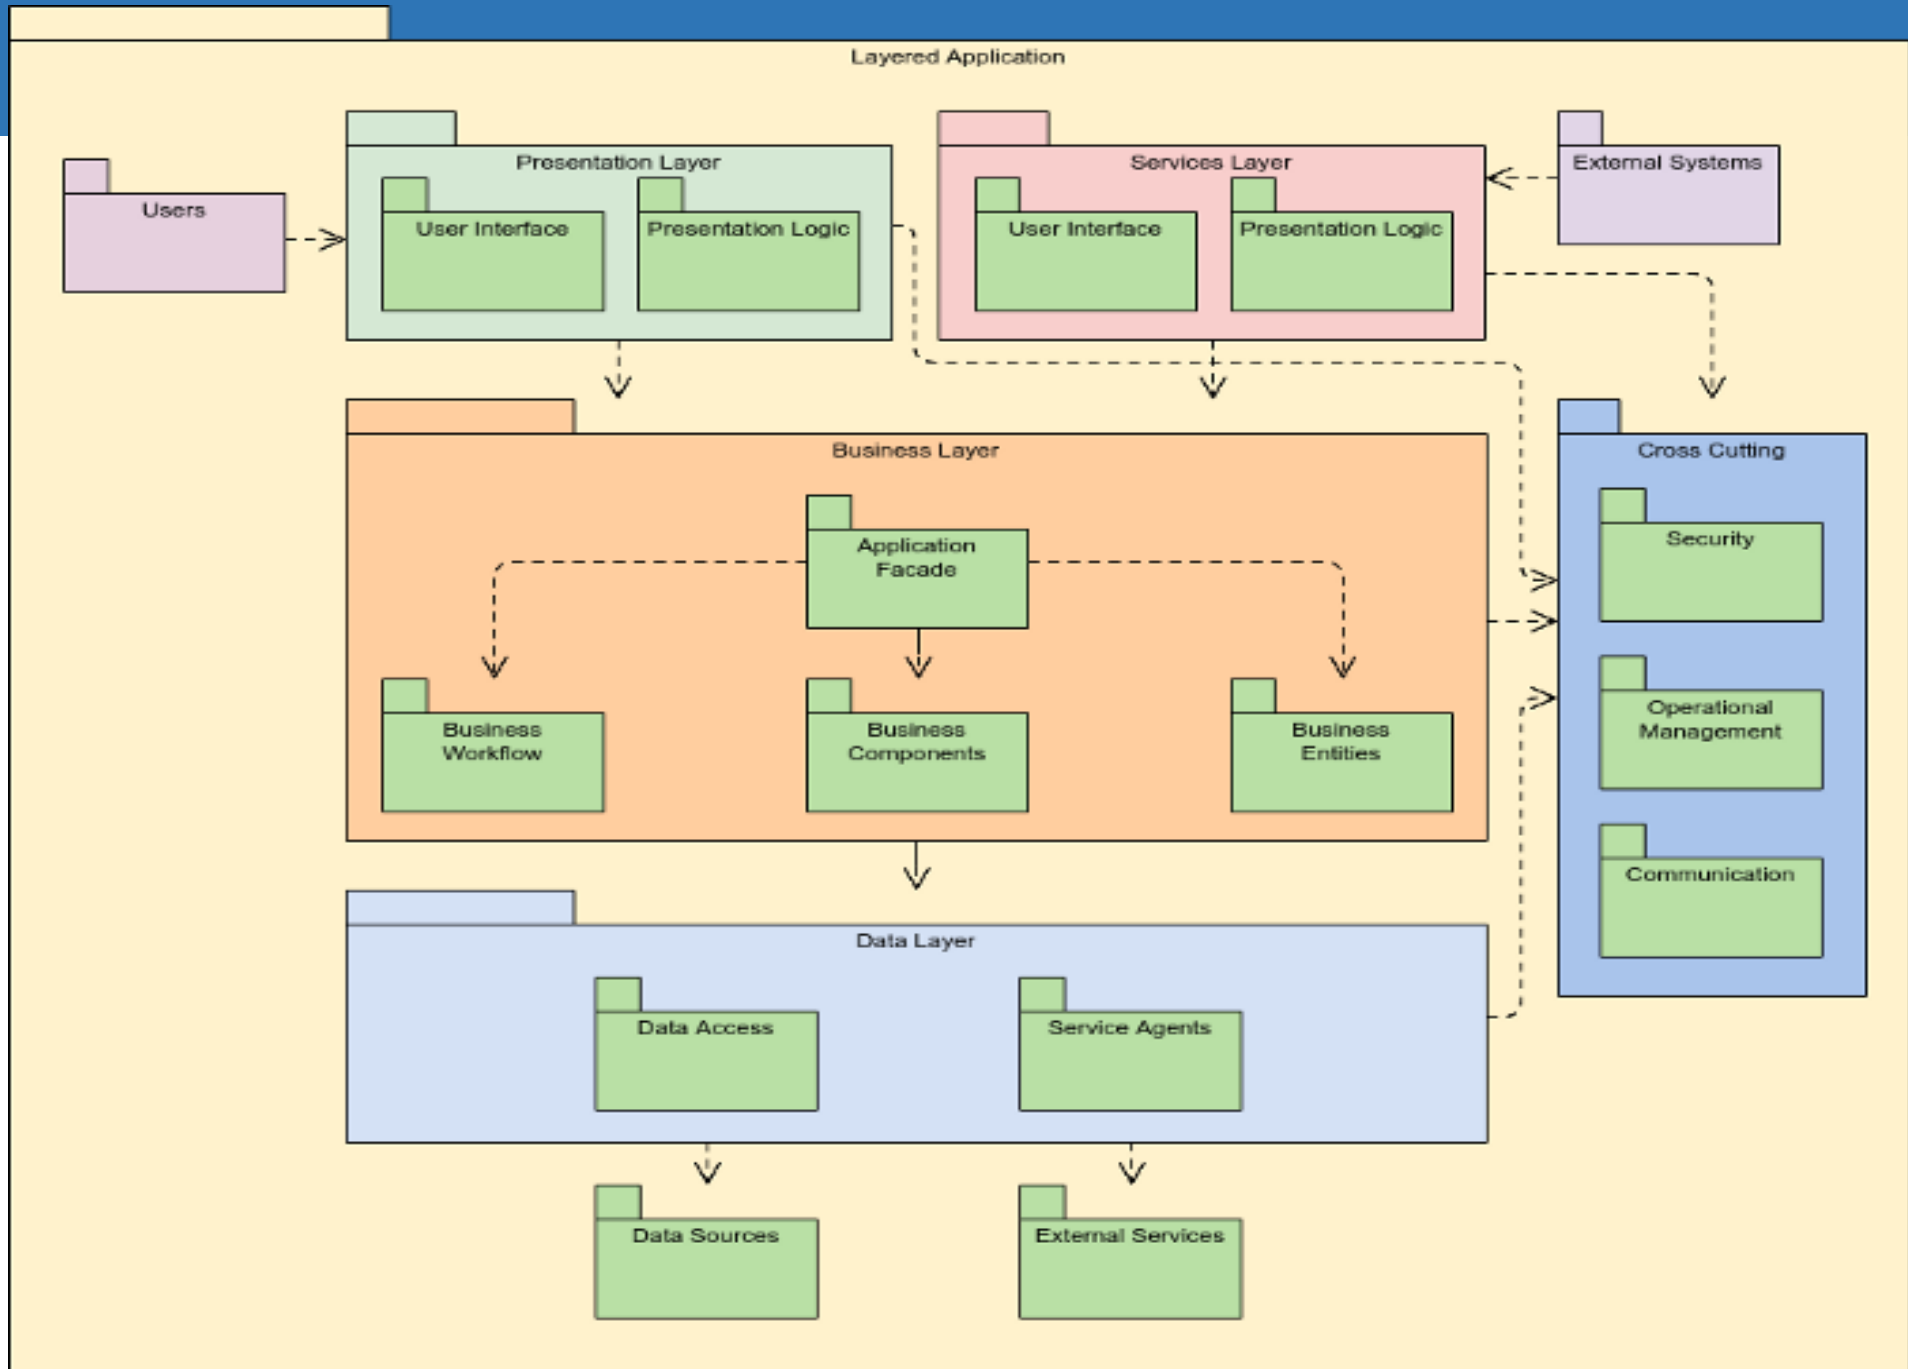 Layered Application
Presentation Layer
Services Layer
External Systems
Users
User Interface
Presentation Logic
User Interface
Presentation Logic
Business Layer
Cross Cutting
Application
Facade
Security
Business
Workflow
Business
Components
Business
Entities
Operational
Management
Communication
Data Layer
Data Access
Service Agents
Data Sources
External Services